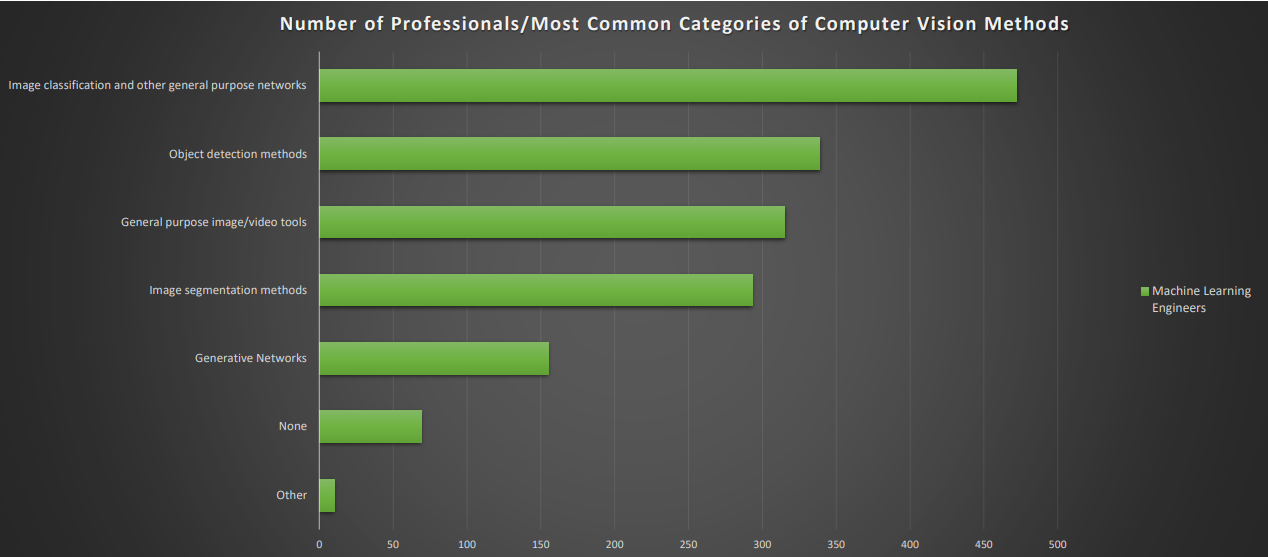 Number of Professionals/Most Common Categories of Computer Vision Methods
Image classification and other general purpose networks
Object detection methods
General purpose image/video tools
Image segmentation methods
Generative Networks
None
Other
0 50 100 150 200 250 300 350 400 450 500
Machine Learning
Engineers